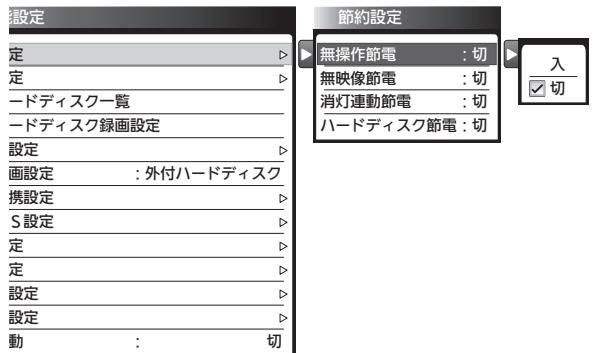 設定
定
定
ードディスク一覧
ードディスク録画設定
設定
画設定 :外付ハードディスク
携設定
S設定
定
定
設定
設定
動 : 切
節約設定
無操作節電 :切
無映像節電 :切
消灯連動節電 :切
ハードディスク節電:切
入
切